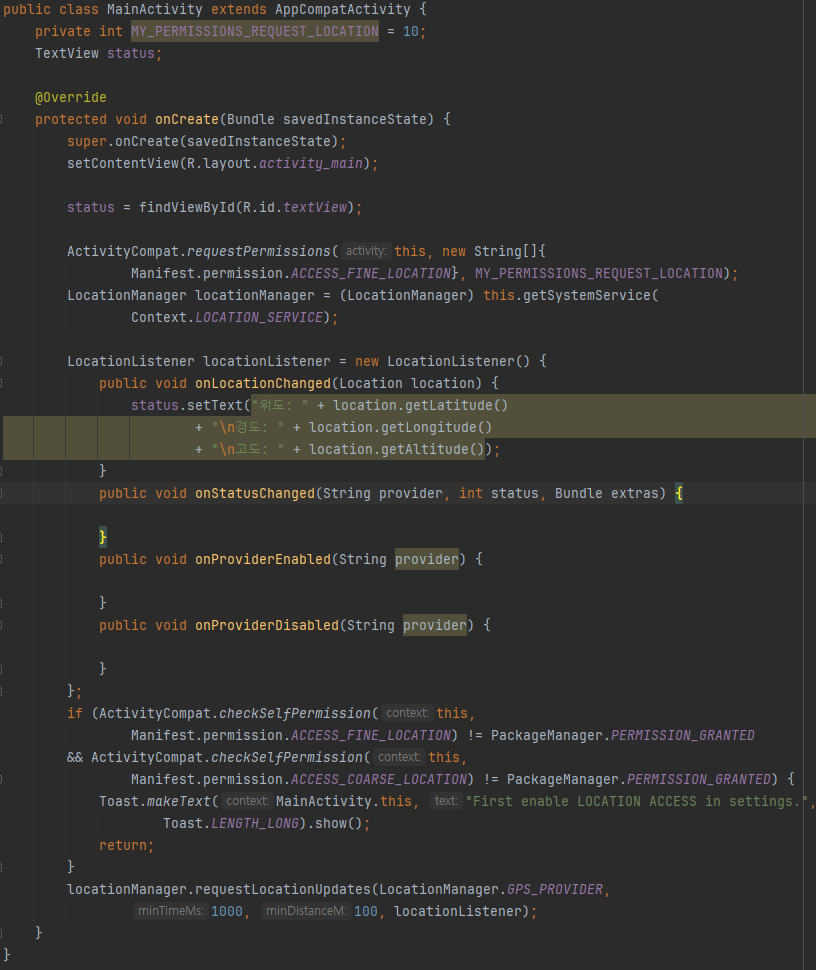 public class MainActivity extends AppCompatActivity {
private int MY_PERMISSIONS_REQUEST_LOCATION = 10;
TextView status;
@Override
protected void onCreate(Bundle savedInstanceState) {
super.onCreate(savedInstanceState);
setContentView(R.layout.activity_main);
status = findViewById(R.id.textView);
ActivityCompat.requestPermissions( activity: this, new String[]{
Manifest.permission.ACCESS_FINE_LOCATION}, MY_PERMISSIONS_REQUEST_LOCATION);
LocationManager locationManager = (LocationManager) this.getSystemService(
Context.LOCATION_SERVICE);
LocationListener locationListener = new LocationListener() {
public void onLocationChanged(Location location) {
status.setText("위도: " + location.getLatitude()
+ "\n경도: " + location.getLongitude()
+ "\n고도: " + location.getAltitude());
}
public void onStatusChanged(String provider, int status, Bundle extras) {
}
public void onProviderEnabled(String provider) {
}
public void onProviderDisabled(String provider) {
}
};
if (ActivityCompat.checkSelfPermission( context: this,
Manifest.permission.ACCESS_FINE_LOCATION) != PackageManager.PERMISSION_GRANTED
&& ActivityCompat.checkSelfPermission( context: this,
Manifest.permission.ACCESS_COARSE_LOCATION) != PackageManager.PERMISSION_GRANTED) {
Toast.makeText( context: MainActivity.this, text: "First enable LOCATION ACCESS in settings.",
Toast.LENGTH_LONG).show();
return;
}
locationManager.requestLocationUpdates(LocationManager.GPS_PROVIDER,
minTimeMs: 1000, minDistanceM: 100, locationListener);
}
}